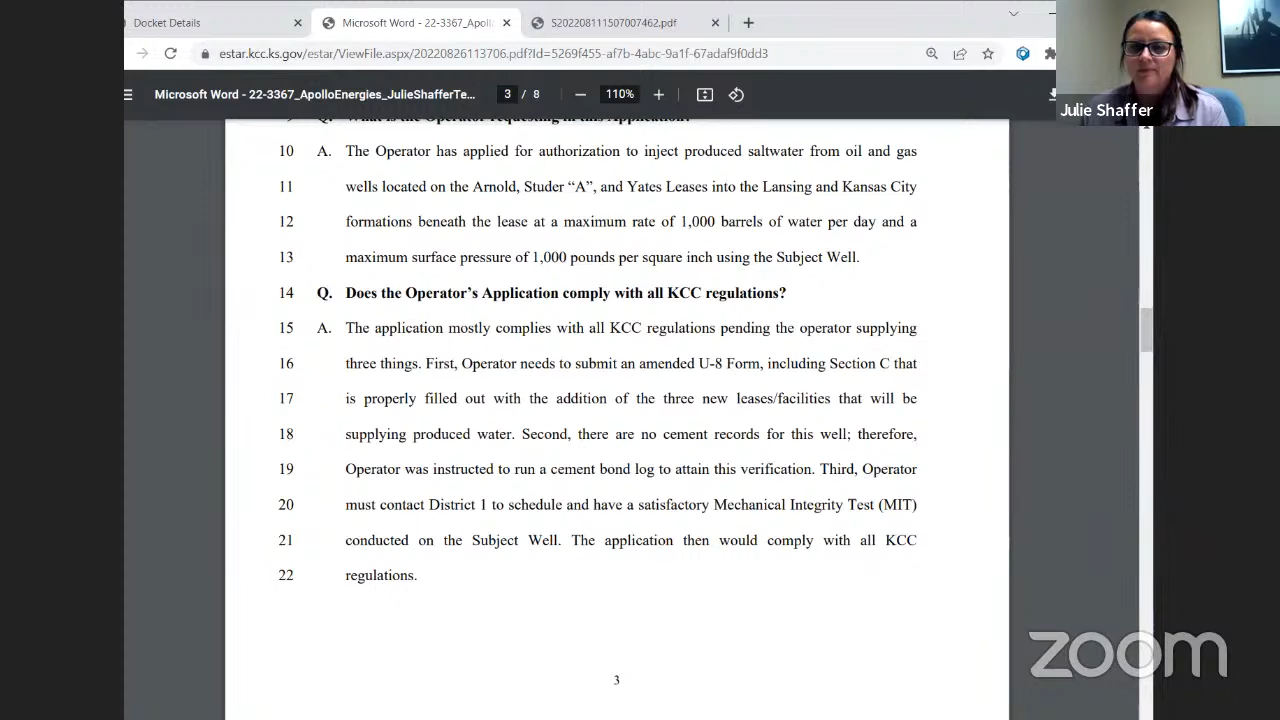 Docket Details
Microsoft Word - 22-3367_Apollo
S202208111507007462.pdf
estar.kcc.ks.gov/estar/ViewFile.aspx/20220826113706.pdf?Id=5269f455-af7b-4abc-9a1f-67adaf9f0dd3
Microsoft Word - 22-3367_ApolloEnergies_JulieShafferTe... 3 / 8 110%
Julie Shaffer
9 Q. What is the Operator requesting in this Application?
10 A. The Operator has applied for authorization to inject produced saltwater from oil and gas
11 wells located on the Arnold, Studer “A”, and Yates Leases into the Lansing and Kansas City
12 formations beneath the lease at a maximum rate of 1,000 barrels of water per day and a
13 maximum surface pressure of 1,000 pounds per square inch using the Subject Well.
14 Q. Does the Operator’s Application comply with all KCC regulations?
15 A. The application mostly complies with all KCC regulations pending the operator supplying
16 three things. First, Operator needs to submit an amended U-8 Form, including Section C that
17 is properly filled out with the addition of the three new leases/facilities that will be
18 supplying produced water. Second, there are no cement records for this well; therefore,
19 Operator was instructed to run a cement bond log to attain this verification. Third, Operator
20 must contact District 1 to schedule and have a satisfactory Mechanical Integrity Test (MIT)
21 conducted on the Subject Well. The application then would comply with all KCC
22 regulations.
3
zoom